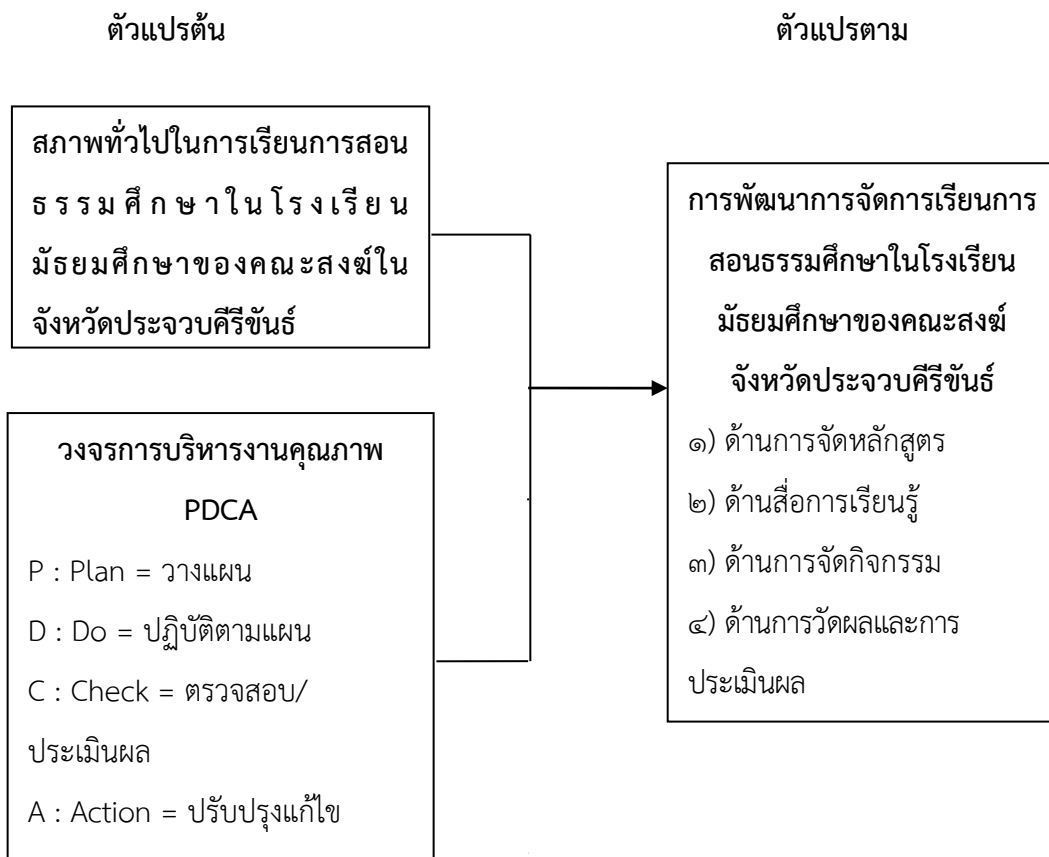 ตัวแปรต้น
ตัวแปรตาม
สภาพทั่วไปในการเรียนการสอน
ธรรมศึกษาในโรงเรียน
มัธยมศึกษาของคณะสงฆ์ใน
จังหวัดประจวบคีรีขันธ์
วงจรการบริหารงานคุณภาพ
PDCA
P : Plan = วางแผน
D : Do = ปฏิบัติตามแผน
C : Check = ตรวจสอบ/
ประเมินผล
A : Action = ปรับปรุงแก้ไข
การพัฒนาการจัดการเรียนการ
สอนธรรมศึกษาในโรงเรียน
มัธยมศึกษาของคณะสงฆ์
จังหวัดประจวบคีรีขันธ์
๑) ด้านการจัดหลักสูตร
๒) ด้านสื่อการเรียนรู้
๓) ด้านการจัดกิจกรรม
๔) ด้านการวัดผลและการ
ประเมินผล